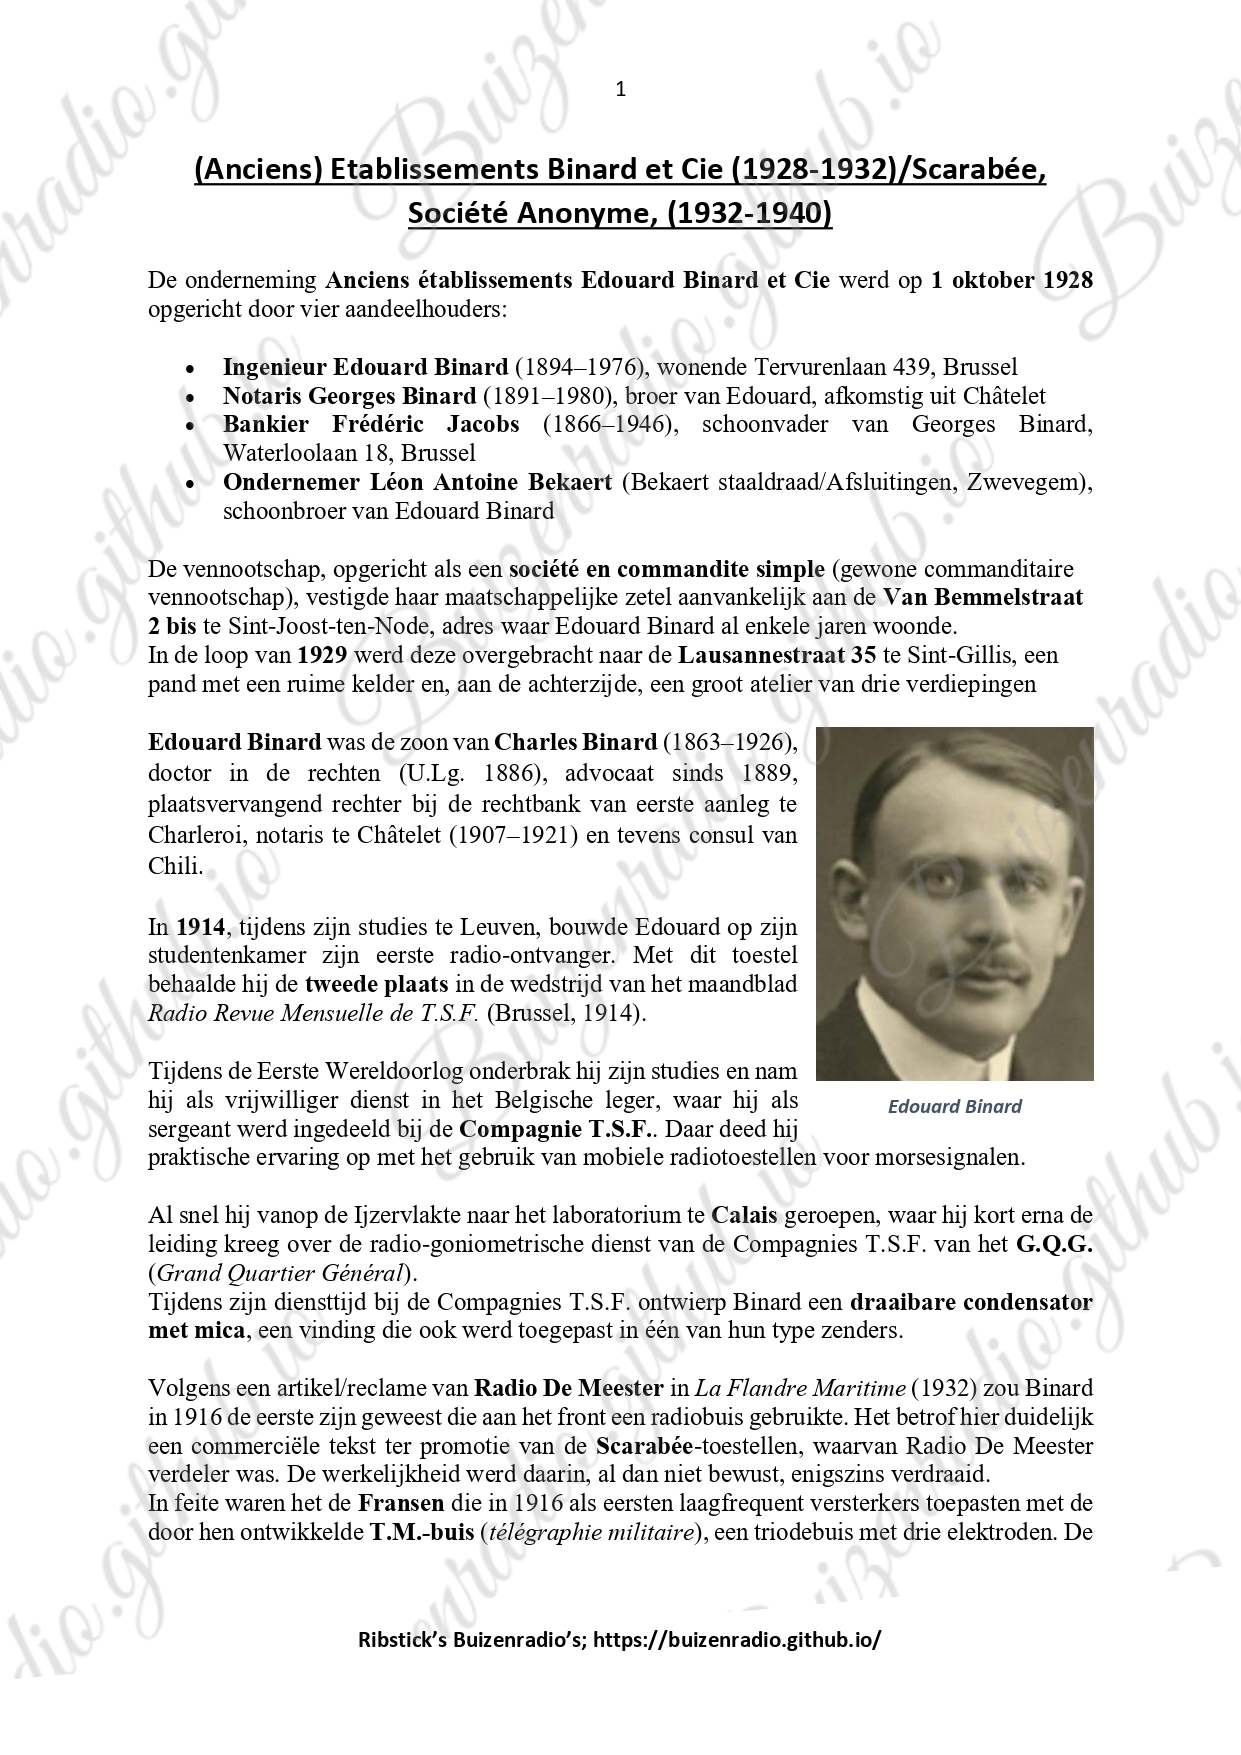 1
(Anciens) Etablissements Binard et Cie (1928-1932)/Scarabée,
Société Anonyme, (1932-1940)
De onderneming Anciens établissements Edouard Binard et Cie werd op 1 oktober 1928
opgericht door vier aandeelhouders:
• Ingenieur Edouard Binard (1894–1976), wonende Tervurenlaan 439, Brussel
• Notaris Georges Binard (1891–1980), broer van Edouard, afkomstig uit Châtelet
• Bankier Frédéric Jacobs (1866–1946), schoonvader van Georges Binard,
Waterloolaan 18, Brussel
• Ondernemer Léon Antoine Bekaert (Bekaert staaldraad/Afsluitingen, Zwevegem),
schoonbroer van Edouard Binard
De vennootschap, opgericht als een société en commandite simple (gewone commanditaire
vennootschap), vestigde haar maatschappelijke zetel aanvankelijk aan de Van Bemmelstraat
2 bis te Sint-Joost-ten-Node, adres waar Edouard Binard al enkele jaren woonde.
In de loop van 1929 werd deze overgebracht naar de Lausannestraat 35 te Sint-Gillis, een
pand met een ruime kelder en, aan de achterzijde, een groot atelier van drie verdiepingen
Edouard Binard was de zoon van Charles Binard (1863–1926),
doctor in de rechten (U.Lg. 1886), advocaat sinds 1889,
plaatsvervangend rechter bij de rechtbank van eerste aanleg te
Charleroi, notaris te Châtelet (1907–1921) en tevens consul van
Chili.
In 1914, tijdens zijn studies te Leuven, bouwde Edouard op zijn
studentenkamer zijn eerste radio-ontvanger. Met dit toestel
behaalde hij de tweede plaats in de wedstrijd van het maandblad
Radio Revue Mensuelle de T.S.F. (Brussel, 1914).
Tijdens de Eerste Wereldoorlog onderbrak hij zijn studies en nam
hij als vrijwilliger dienst in het Belgische leger, waar hij als
sergeant werd ingedeeld bij de Compagnie T.S.F.. Daar deed hij
praktische ervaring op met het gebruik van mobiele radiotoestellen voor morsesignalen.
Edouard Binard
Al snel hij vanop de Ijzervlakte naar het laboratorium te Calais geroepen, waar hij kort erna de
leiding kreeg over de radio-goniometrische dienst van de Compagnies T.S.F. van het G.Q.G.
(Grand Quartier Général).
Tijdens zijn diensttijd bij de Compagnies T.S.F. ontwierp Binard een draaibare condensator
met mica, een vinding die ook werd toegepast in één van hun type zenders.
Volgens een artikel/reclame van Radio De Meester in La Flandre Maritime (1932) zou Binard
in 1916 de eerste zijn geweest die aan het front een radiobuis gebruikte. Het betrof hier duidelijk
een commerciële tekst ter promotie van de Scarabée-toestellen, waarvan Radio De Meester
verdeler was. De werkelijkheid werd daarin, al dan niet bewust, enigszins verdraaid.
In feite waren het de Fransen die in 1916 als eersten laagfrequent versterkers toepasten met de
door hen ontwikkelde T.M.-buis (télégraphie militaire), een triodebuis met drie elektroden. De
Ribstick's Buizenradio's; https://buizenradio.github.io/
Buizenradio.github.io